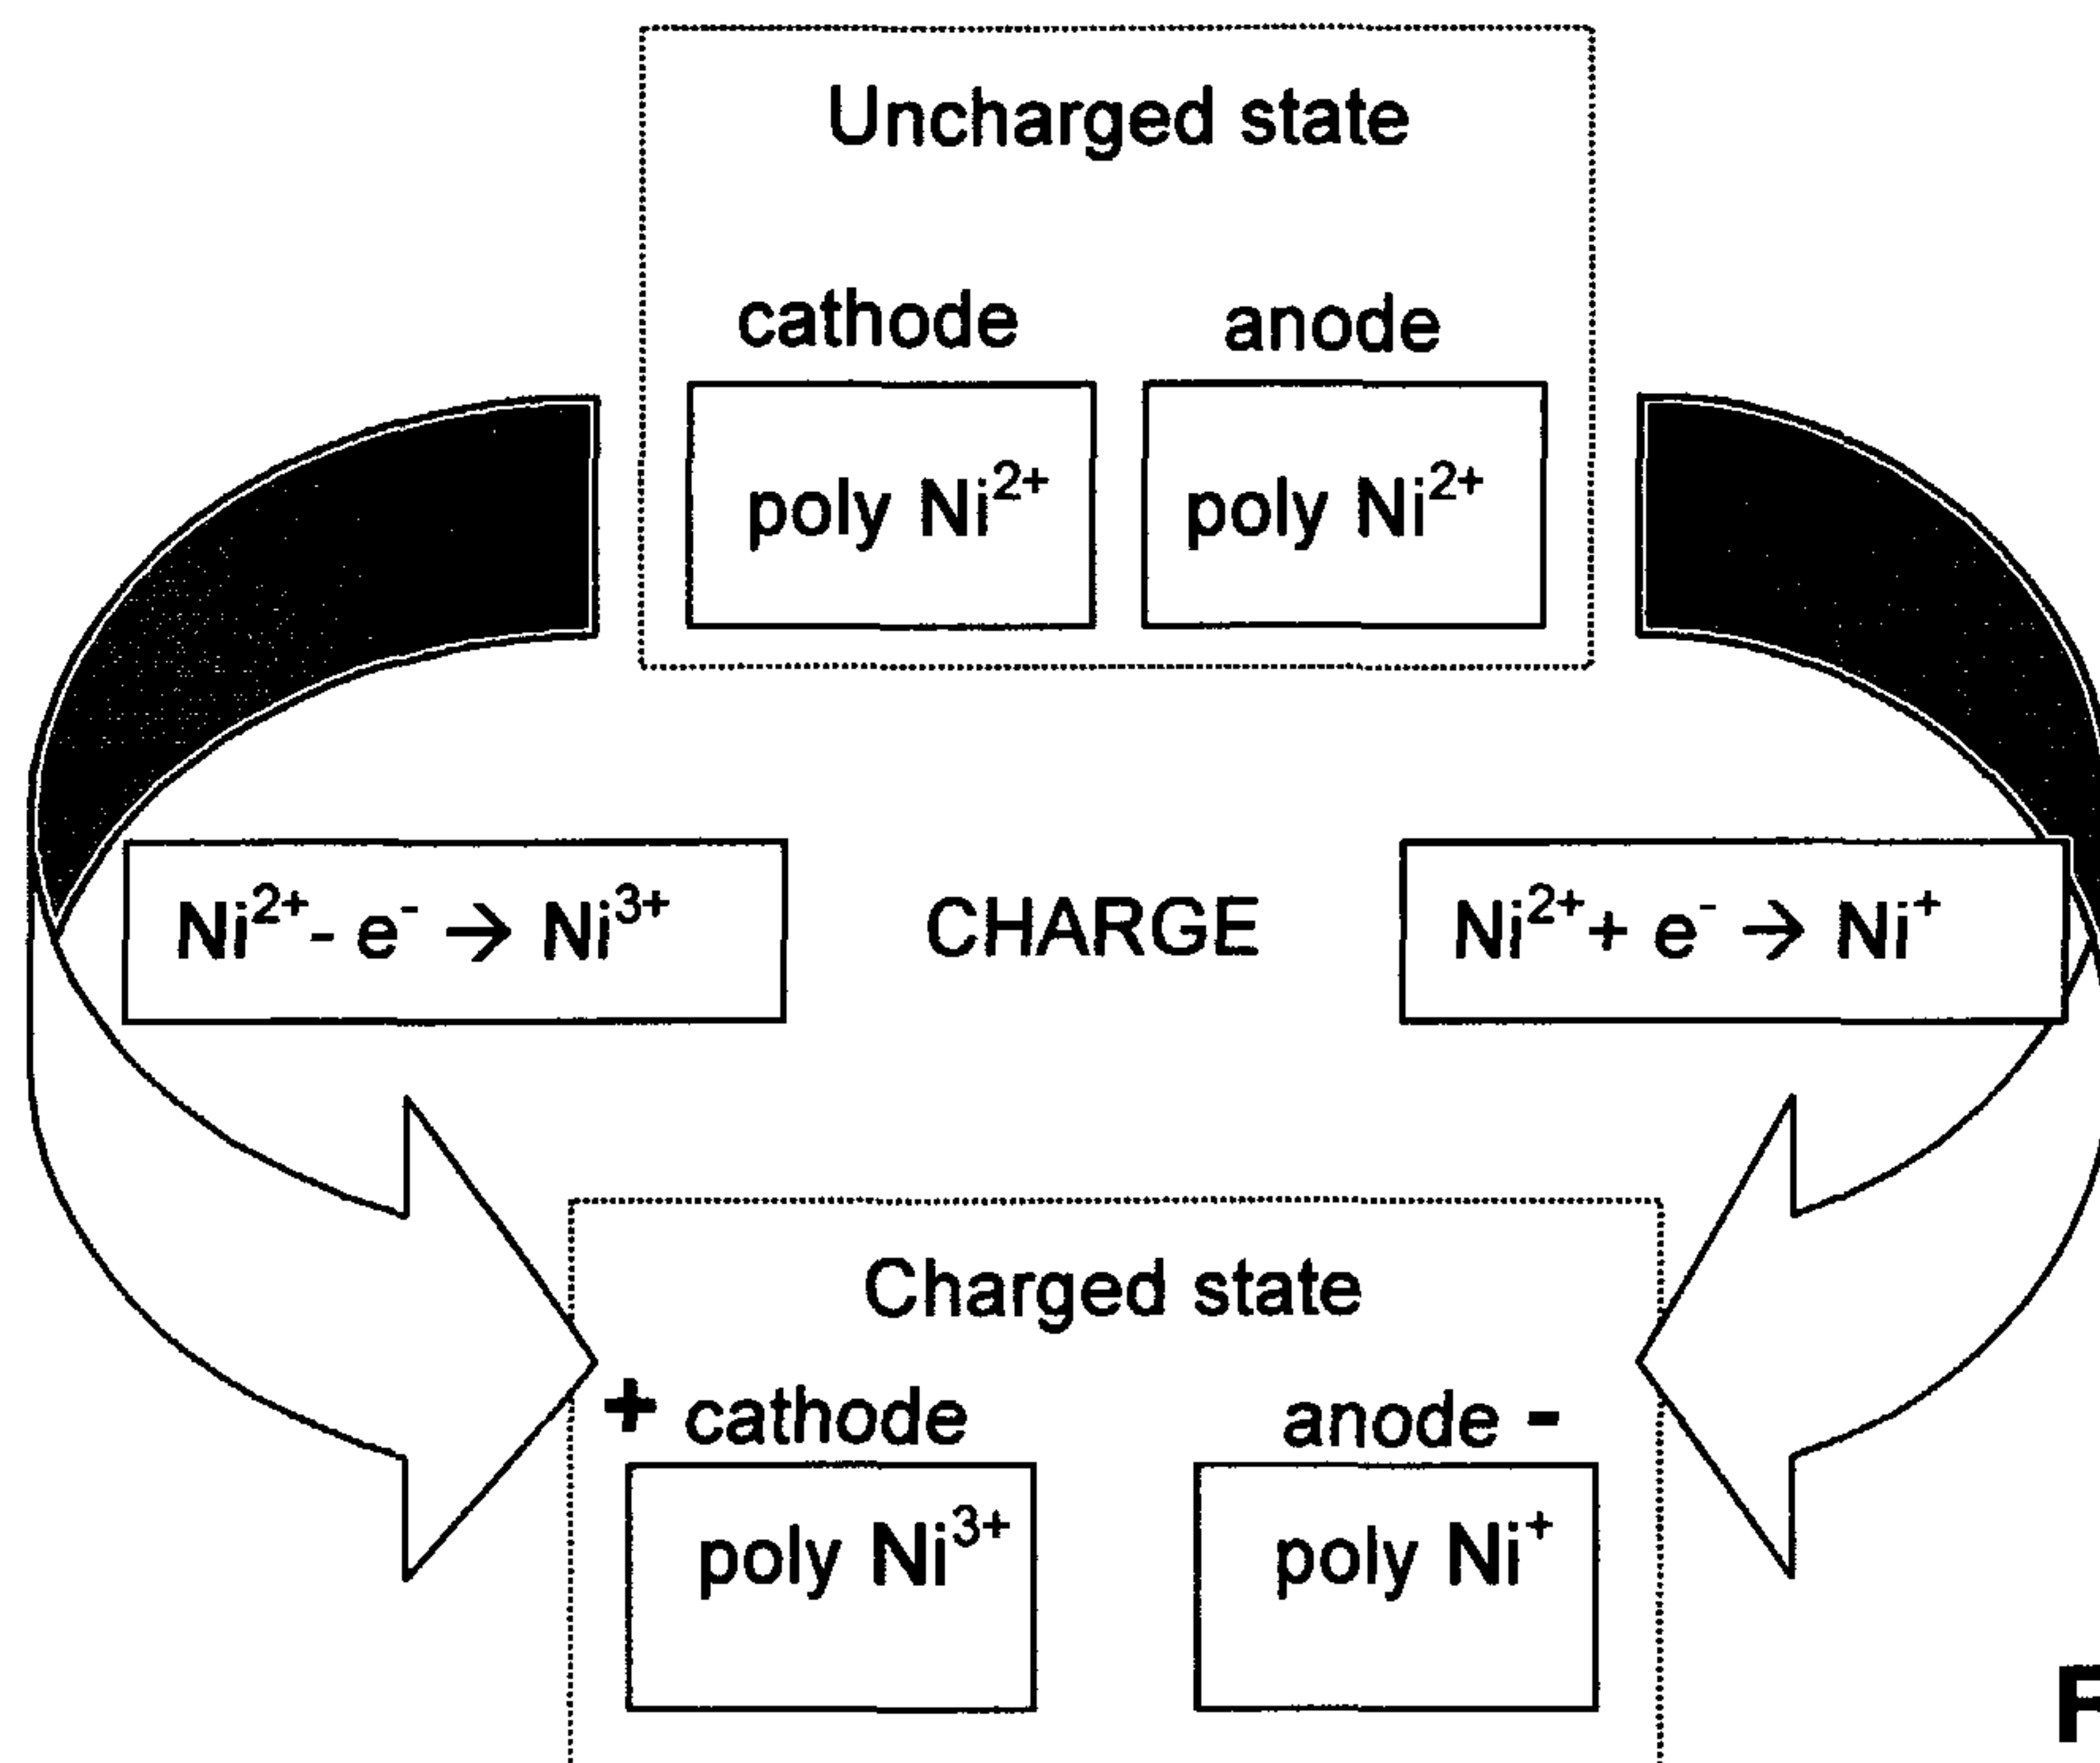 Uncharged state
cathode anode
poly Ni²⁺ poly Ni²⁺
Ni²⁺- e⁻ → Ni³⁺ CHARGE Ni²⁺+ e⁻ → Ni⁺
Charged state
+ cathode anode -
poly Ni³⁺ poly Ni⁺